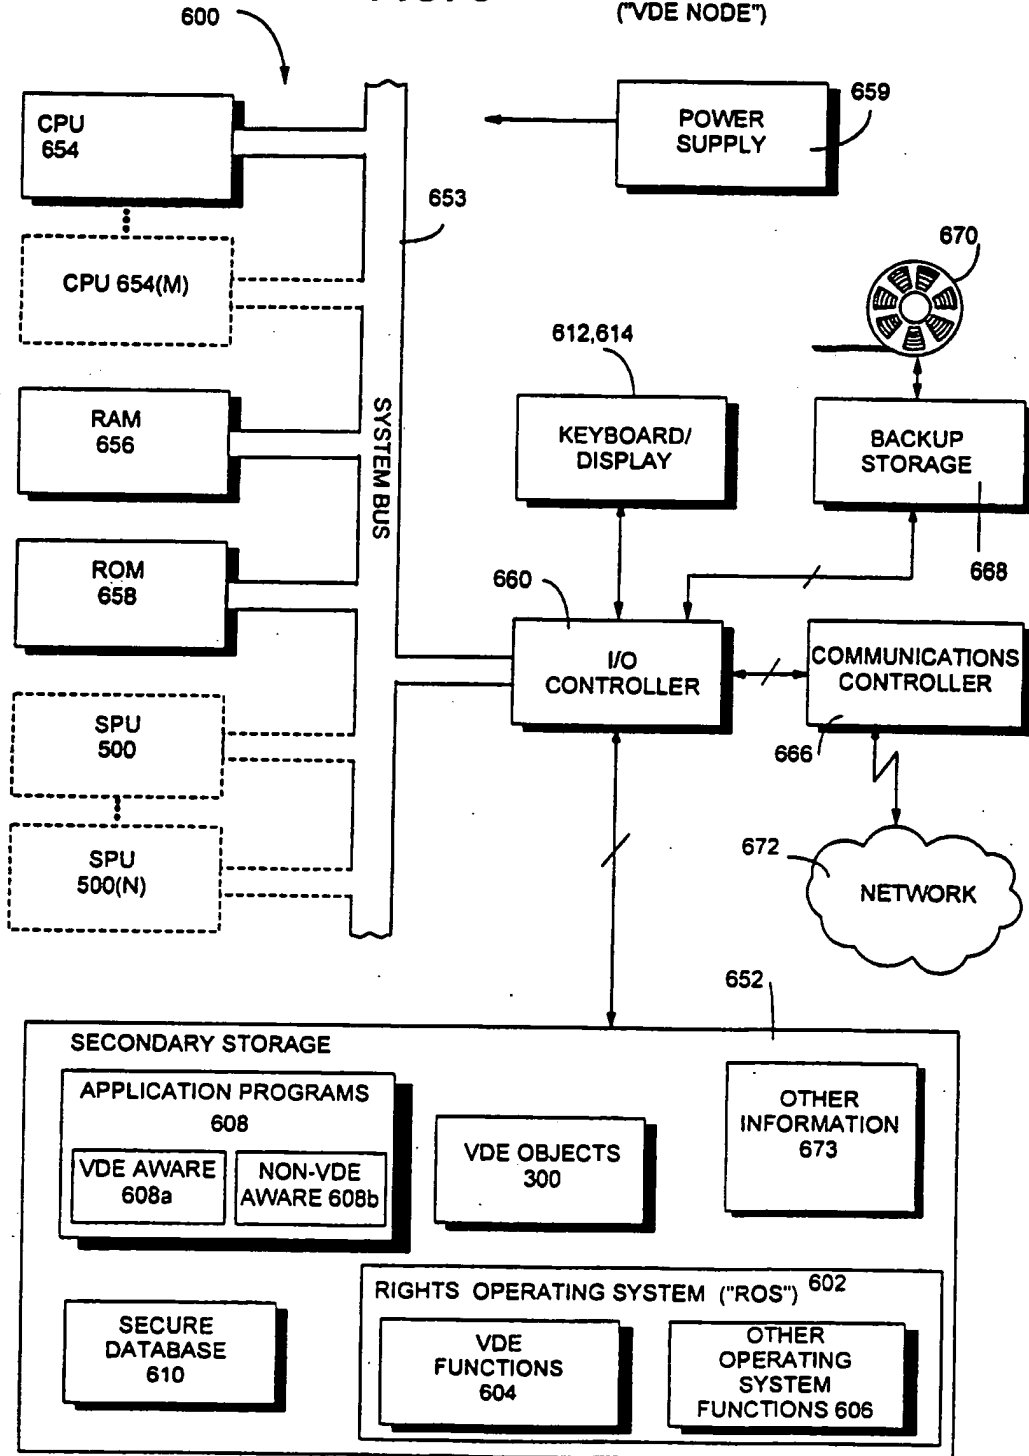 600
("VDE NODE")
CPU
654
POWER
SUPPLY
659
653
CPU 654(M)
670
612,614
RAM
656
SYSTEM BUS
KEYBOARD/
DISPLAY
BACKUP
STORAGE
668
ROM
658
660
I/O
CONTROLLER
COMMUNICATIONS
CONTROLLER
666
SPU
500
SPU
500(N)
672
NETWORK
652
SECONDARY STORAGE
APPLICATION PROGRAMS
608
VDE AWARE
608a
NON-VDE
AWARE 608b
VDE OBJECTS
300
OTHER
INFORMATION
673
SECURE
DATABASE
610
RIGHTS OPERATING SYSTEM ("ROS") 602
VDE
FUNCTIONS
604
OTHER
OPERATING
SYSTEM
FUNCTIONS 606